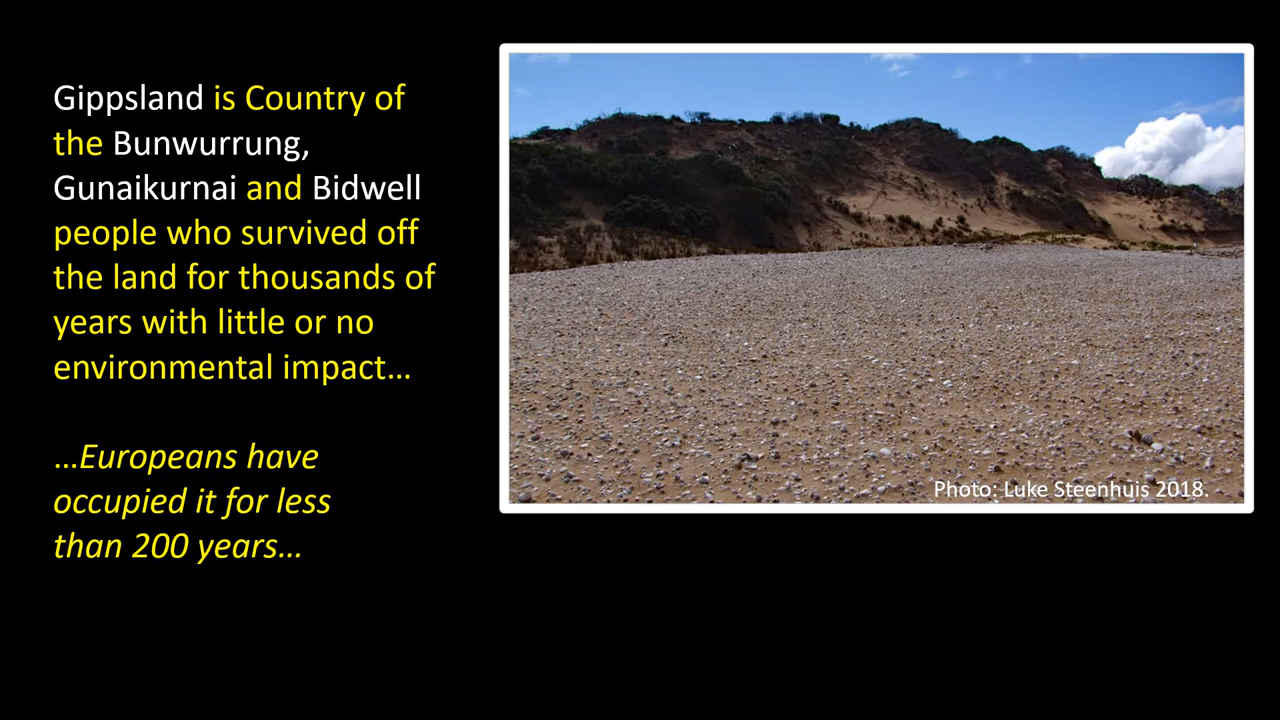 Gippsland is Country of
the Bunwurrung,
Gunaikurnai and Bidwell
people who survived off
the land for thousands of
years with little or no
environmental impact…
…Europeans have
occupied it for less
than 200 years…
Photo: Luke Steenhuis 2018.